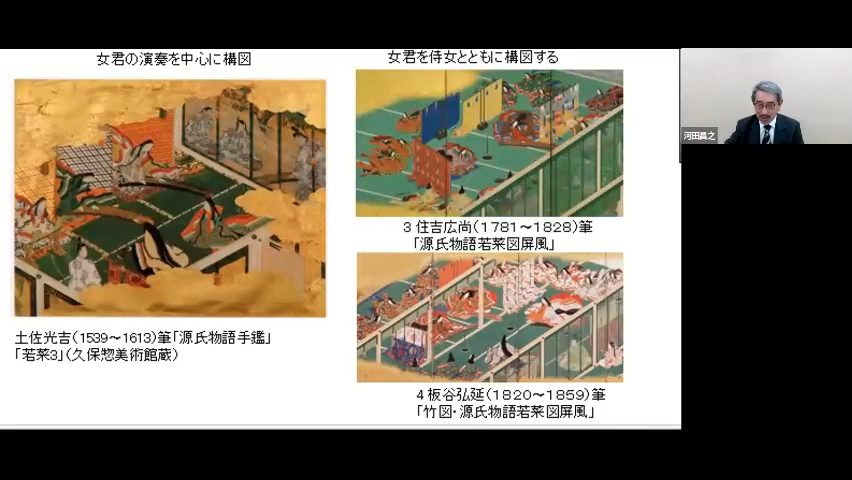 女君の演奏を中心に構図
土佐光吉(1539~1613)筆「源氏物語手鑑」
「若菜3」(久保惣美術館蔵)
女君を侍女とともに構図する
3 住吉広尚(1781~1828)筆
「源氏物語若菜図屏風」
4 板谷弘延(1820~1859)筆
「竹図・源氏物語若菜図屏風」
河田昌之